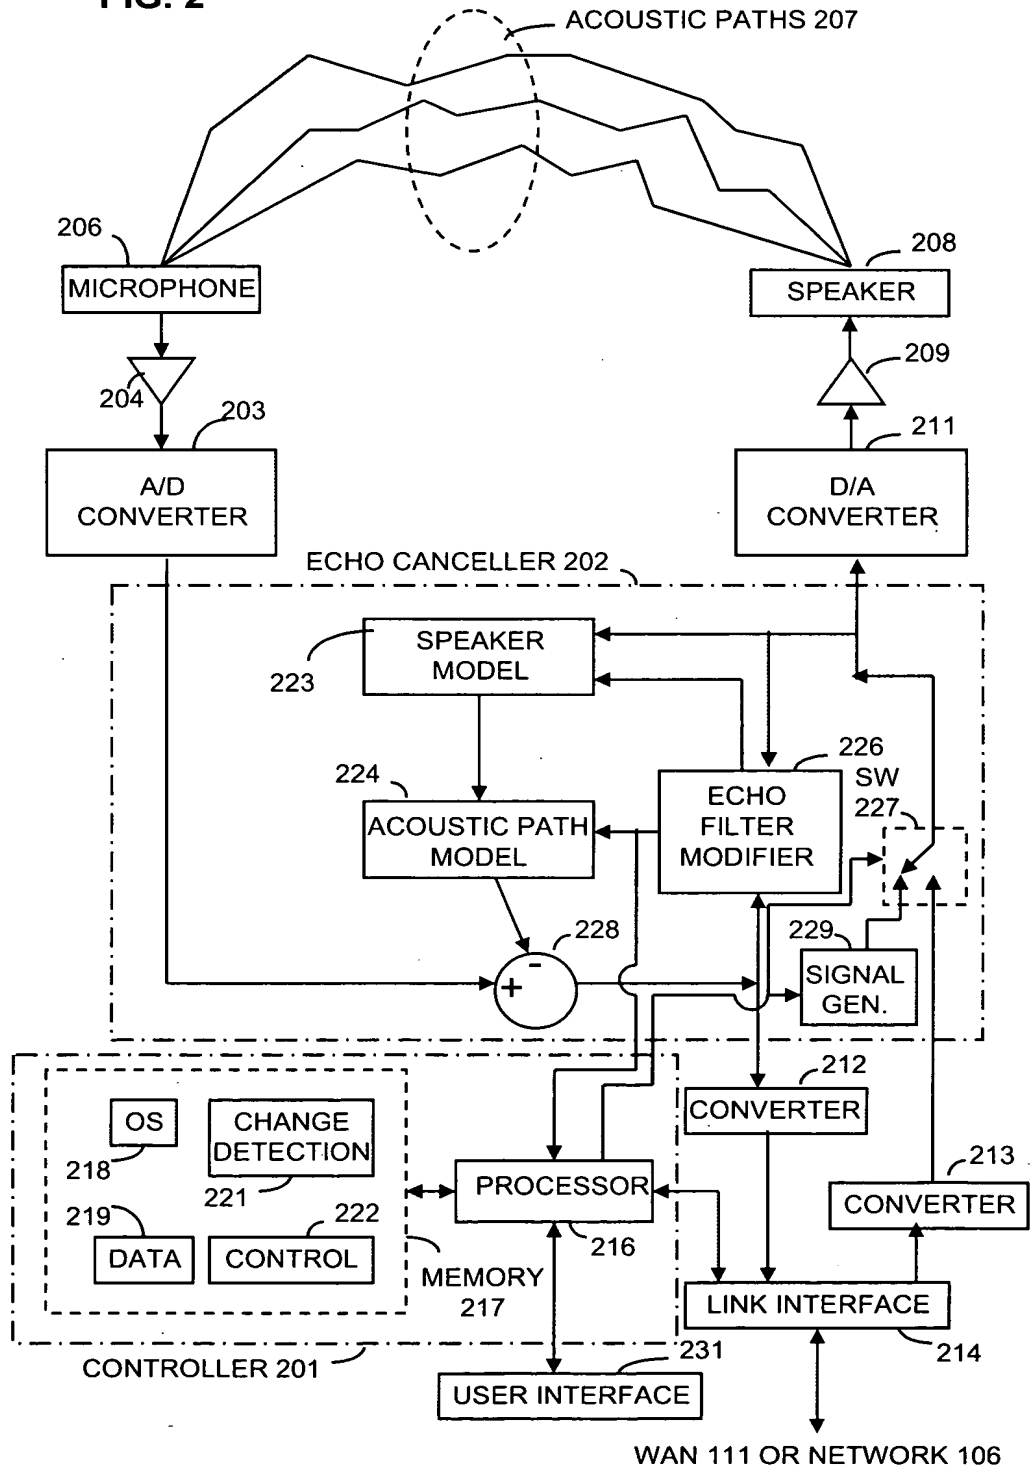 FIG. 2
ACOUSTIC PATHS 207
206
MICROPHONE
208
SPEAKER
204
209
203
A/D
CONVERTER
211
D/A
CONVERTER
ECHO CANCELLER 202
223
SPEAKER
MODEL
224
ACOUSTIC PATH
MODEL
226
ECHO
FILTER
MODIFIER
SW
227
228
-
+
229
SIGNAL
GEN.
212
CONVERTER
OS
218
CHANGE
DETECTION
221
219
DATA
222
CONTROL
PROCESSOR
216
MEMORY
217
213
CONVERTER
LINK INTERFACE
214
CONTROLLER 201
231
USER INTERFACE
WAN 111 OR NETWORK 106